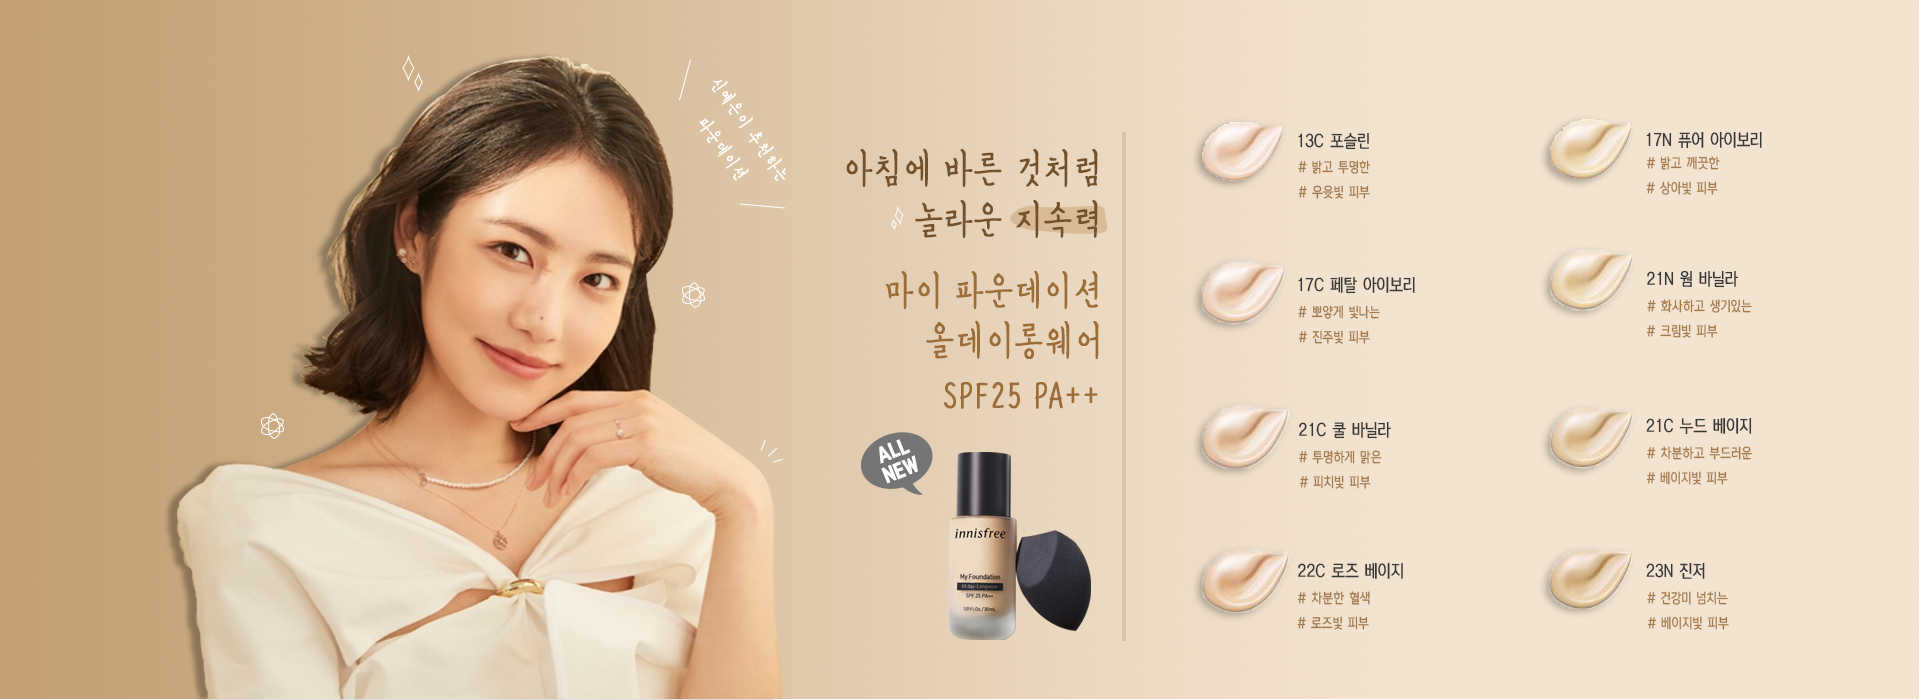 신예은이 추천하는
파운데이션
아침에 바른 것처럼
놀라운 지속력
마이 파운데이션
올데이롱웨어
SPF25 PA++
ALL
NEW
innisfree
My Foundation
All day-Longwear
SPF 25 PA++
1.01 Fl.Oz. / 30mL
13C 포슬린
# 밝고 투명한
# 우윳빛 피부
17C 페탈 아이보리
# 뽀얗게 빛나는
# 진주빛 피부
21C 쿨 바닐라
# 투명하게 맑은
# 피치빛 피부
22C 로즈 베이지
# 차분한 혈색
# 로즈빛 피부
17N 퓨어 아이보리
# 밝고 깨끗한
# 상아빛 피부
21N 웜 바닐라
# 화사하고 생기있는
# 크림빛 피부
21C 누드 베이지
# 차분하고 부드러운
# 베이지빛 피부
23N 진저
# 건강미 넘치는
# 베이지빛 피부